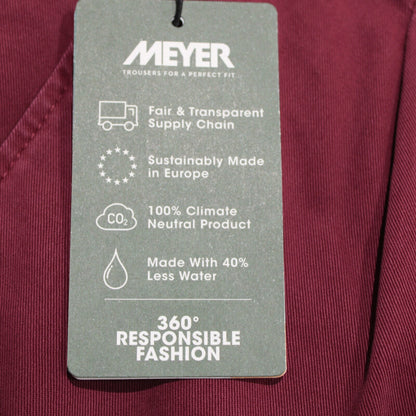 MEYER
TROUSERS FOR A PERFECT FIT
Fair & Transparent
Supply Chain
Sustainably Made
in Europe
CO2
100% Climate
Neutral Product
Made With 40%
Less Water
360°
RESPONSIBLE
FASHION